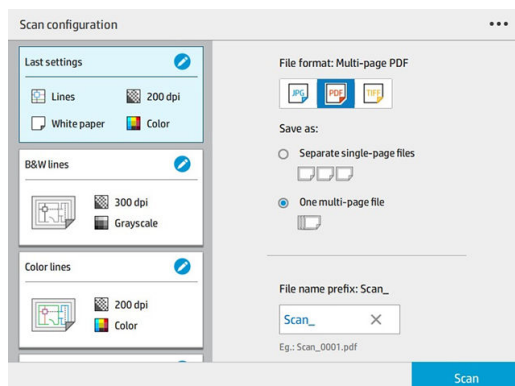 Scan configuration
Last settings
Lines
200 dpi
White paper
Color
B&W lines
300 dpi
Grayscale
Color lines
200 dpi
Color
File format: Multi-page PDF
JPG
PDF
TIFF
Save as:
Separate single-page files
One multi-page file
File name prefix: Scan_
Scan_
Eg.: Scan_0001.pdf
Scan